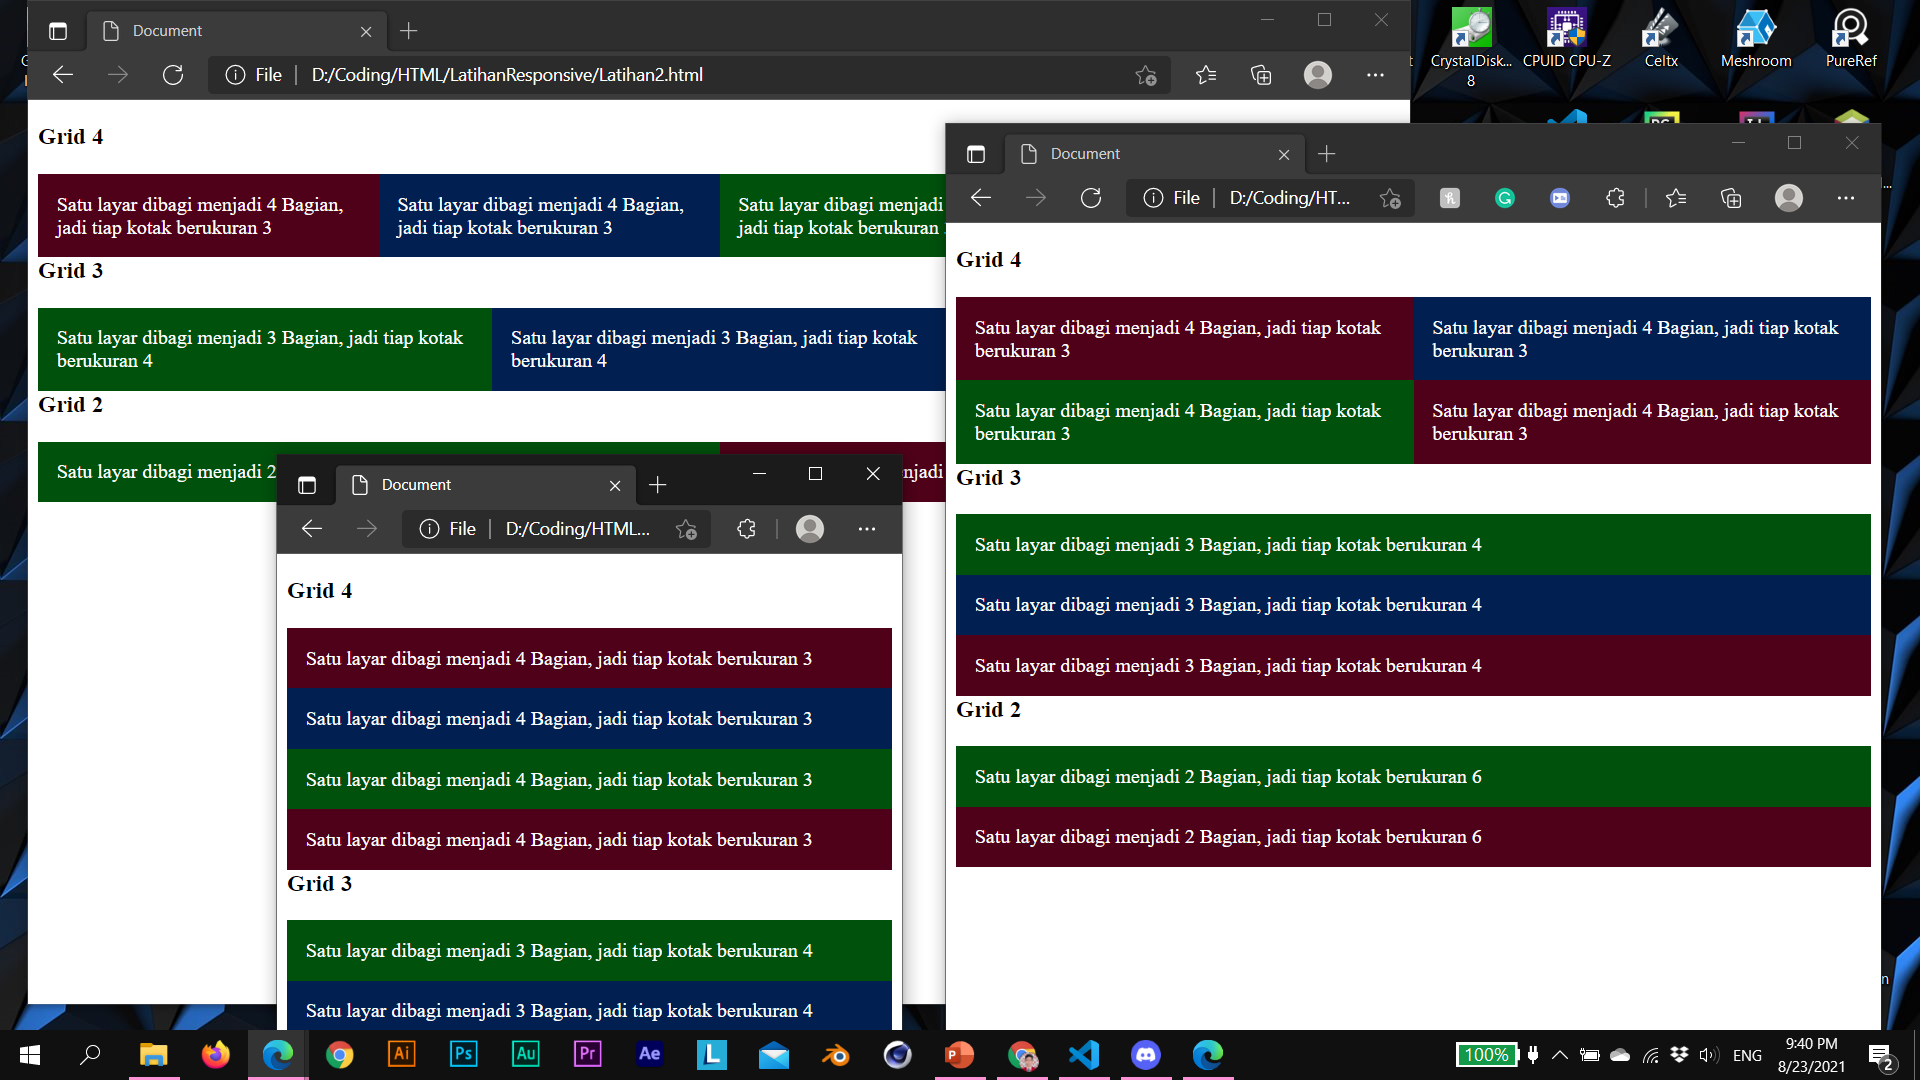 Document
File
D:/Coding/HTML/LatihanResponsive/Latihan2.html
Grid 4
Satu layar dibagi menjadi 4 Bagian,
jadi tiap kotak berukuran 3
Satu layar dibagi menjadi 4 Bagian,
jadi tiap kotak berukuran 3
Satu layar dibagi menjadi
jadi tiap kotak berukuran
Grid 3
Satu layar dibagi menjadi 3 Bagian, jadi tiap kotak
berukuran 4
Satu layar dibagi menjadi 3 Bagian, jadi tiap kotak
berukuran 4
Grid 2
Satu layar dibagi menjadi 2
Document
File
D:/Coding/HTML...
Grid 4
Satu layar dibagi menjadi 4 Bagian, jadi tiap kotak berukuran 3
Satu layar dibagi menjadi 4 Bagian, jadi tiap kotak berukuran 3
Satu layar dibagi menjadi 4 Bagian, jadi tiap kotak berukuran 3
Satu layar dibagi menjadi 4 Bagian, jadi tiap kotak berukuran 3
Grid 3
Satu layar dibagi menjadi 3 Bagian, jadi tiap kotak berukuran 4
Satu layar dibagi menjadi 3 Bagian, jadi tiap kotak berukuran 4
CrystalDisk...
8
CPUID CPU-Z
Celtx
Meshroom
PureRef
Document
File
D:/Coding/HT...
Grid 4
Satu layar dibagi menjadi 4 Bagian, jadi tiap kotak
berukuran 3
Satu layar dibagi menjadi 4 Bagian, jadi tiap kotak
berukuran 3
Satu layar dibagi menjadi 4 Bagian, jadi tiap kotak
berukuran 3
Satu layar dibagi menjadi 4 Bagian, jadi tiap kotak
berukuran 3
Grid 3
Satu layar dibagi menjadi 3 Bagian, jadi tiap kotak berukuran 4
Satu layar dibagi menjadi 3 Bagian, jadi tiap kotak berukuran 4
Satu layar dibagi menjadi 3 Bagian, jadi tiap kotak berukuran 4
Grid 2
Satu layar dibagi menjadi 2 Bagian, jadi tiap kotak berukuran 6
Satu layar dibagi menjadi 2 Bagian, jadi tiap kotak berukuran 6
Ai
Ps
Au
Pr
Ae
L
100%
ENG
9:40 PM
8/23/2021
2